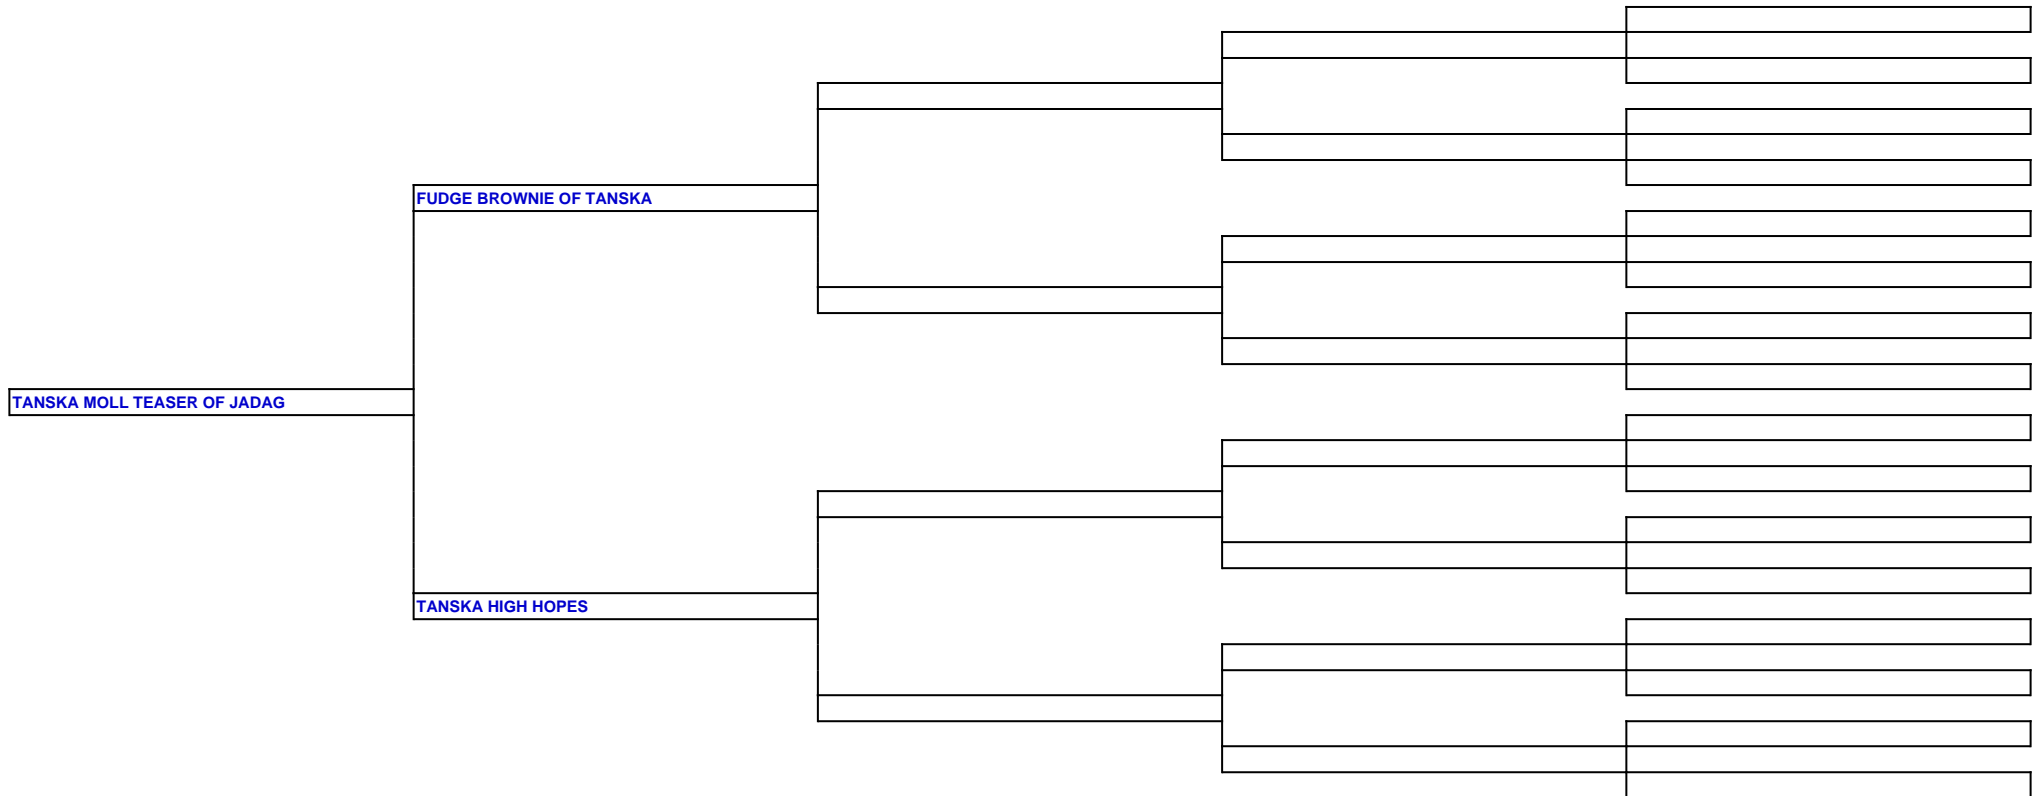 FUDGE BROWNIE OF TANSKA
TANSKA MOLL TEASER OF JADAG
TANSKA HIGH HOPES